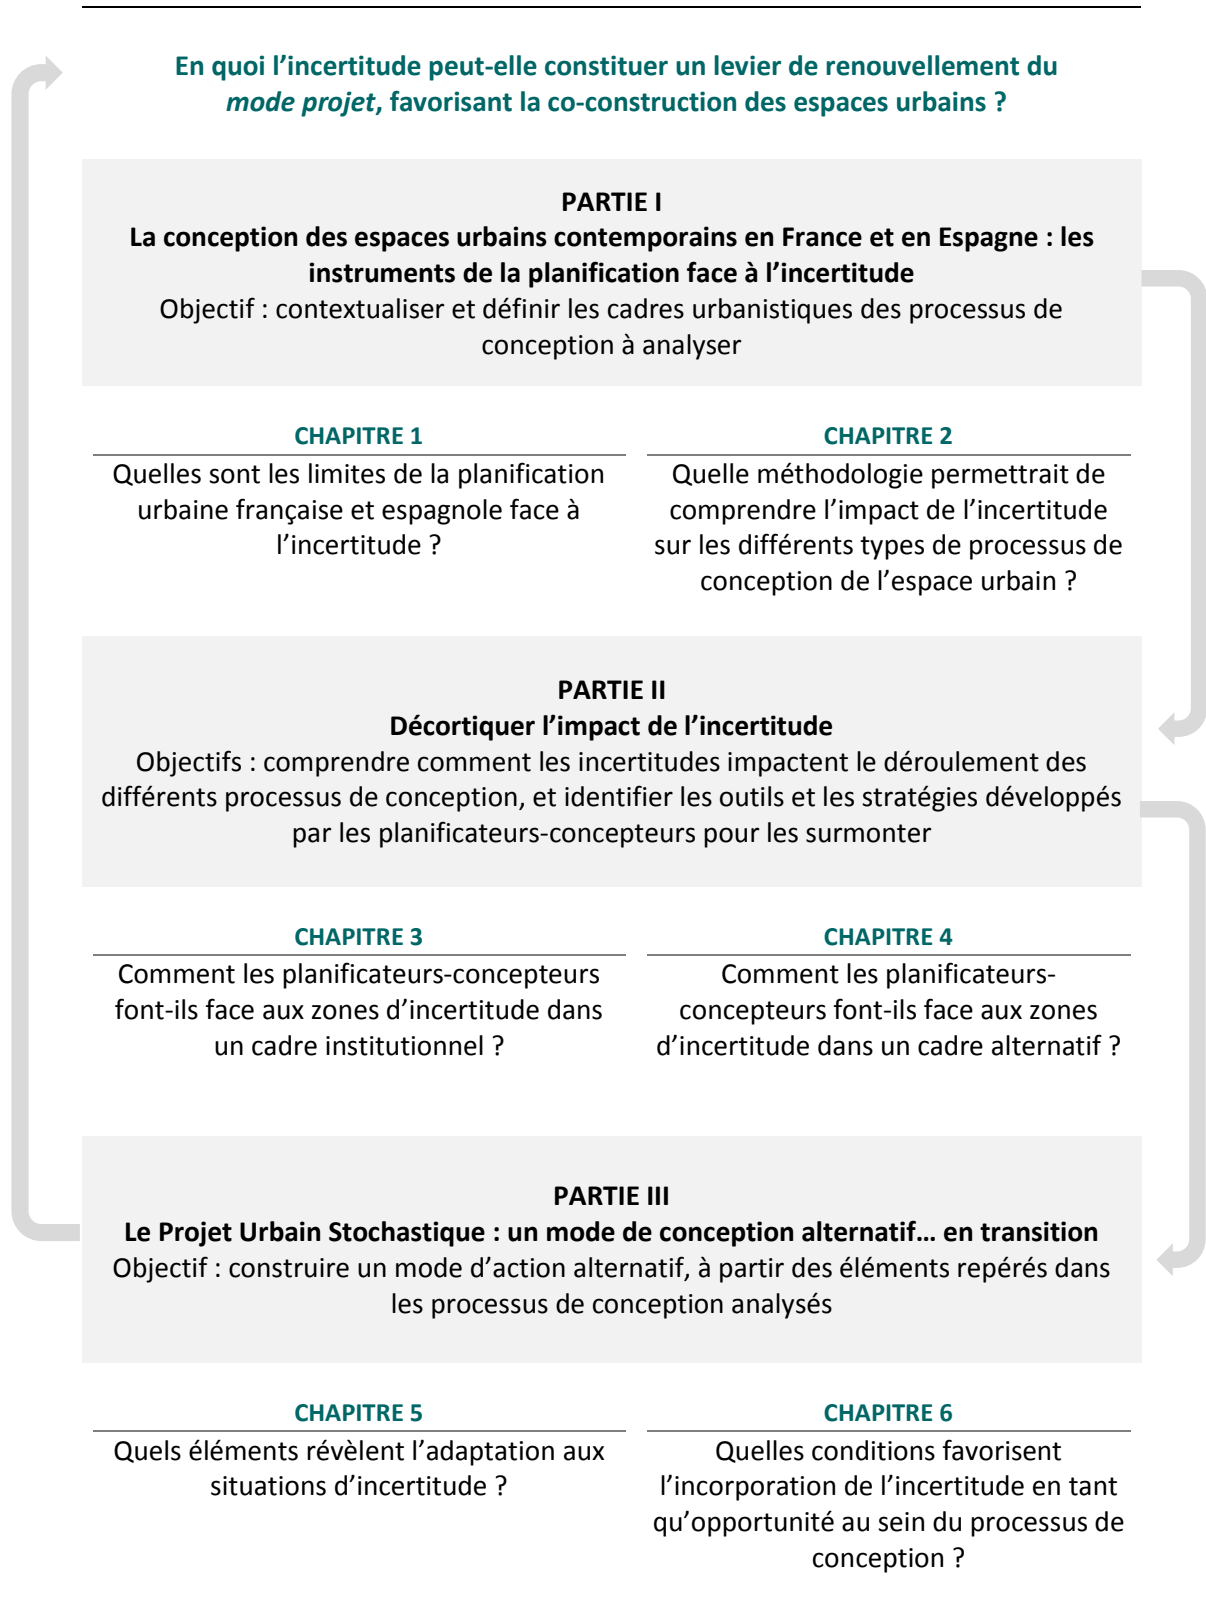 En quoi l’incertitude peut-elle constituer un levier de renouvellement du
mode projet, favorisant la co-construction des espaces urbains ?
PARTIE I
La conception des espaces urbains contemporains en France et en Espagne : les
instruments de la planification face à l’incertitude
Objectif : contextualiser et définir les cadres urbanistiques des processus de
conception à analyser
CHAPITRE 1
Quelles sont les limites de la planification
urbaine française et espagnole face à
l’incertitude ?
CHAPITRE 2
Quelle méthodologie permettrait de
comprendre l’impact de l’incertitude
sur les différents types de processus de
conception de l’espace urbain ?
PARTIE II
Décortiquer l’impact de l’incertitude
Objectifs : comprendre comment les incertitudes impactent le déroulement des
différents processus de conception, et identifier les outils et les stratégies développés
par les planificateurs-concepteurs pour les surmonter
CHAPITRE 3
Comment les planificateurs-concepteurs
font-ils face aux zones d’incertitude dans
un cadre institutionnel ?
CHAPITRE 4
Comment les planificateurs-
concepteurs font-ils face aux zones
d’incertitude dans un cadre alternatif ?
PARTIE III
Le Projet Urbain Stochastique : un mode de conception alternatif… en transition
Objectif : construire un mode d’action alternatif, à partir des éléments repérés dans
les processus de conception analysés
CHAPITRE 5
Quels éléments révèlent l’adaptation aux
situations d’incertitude ?
CHAPITRE 6
Quelles conditions favorisent
l’incorporation de l’incertitude en tant
qu’opportunité au sein du processus de
conception ?